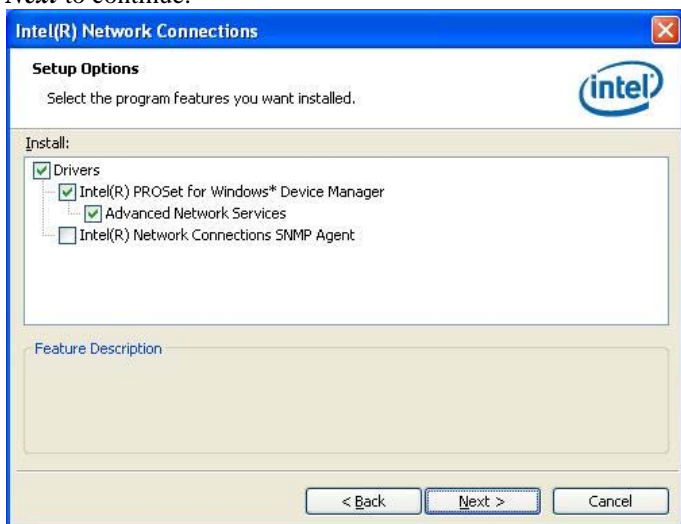 Next to continue.
Intel(R) Network Connections
Setup Options
Select the program features you want installed.
intel
Install:
Drivers
Intel(R) PROSet for Windows* Device Manager
Advanced Network Services
Intel(R) Network Connections SNMP Agent
Feature Description
< Back Next > Cancel